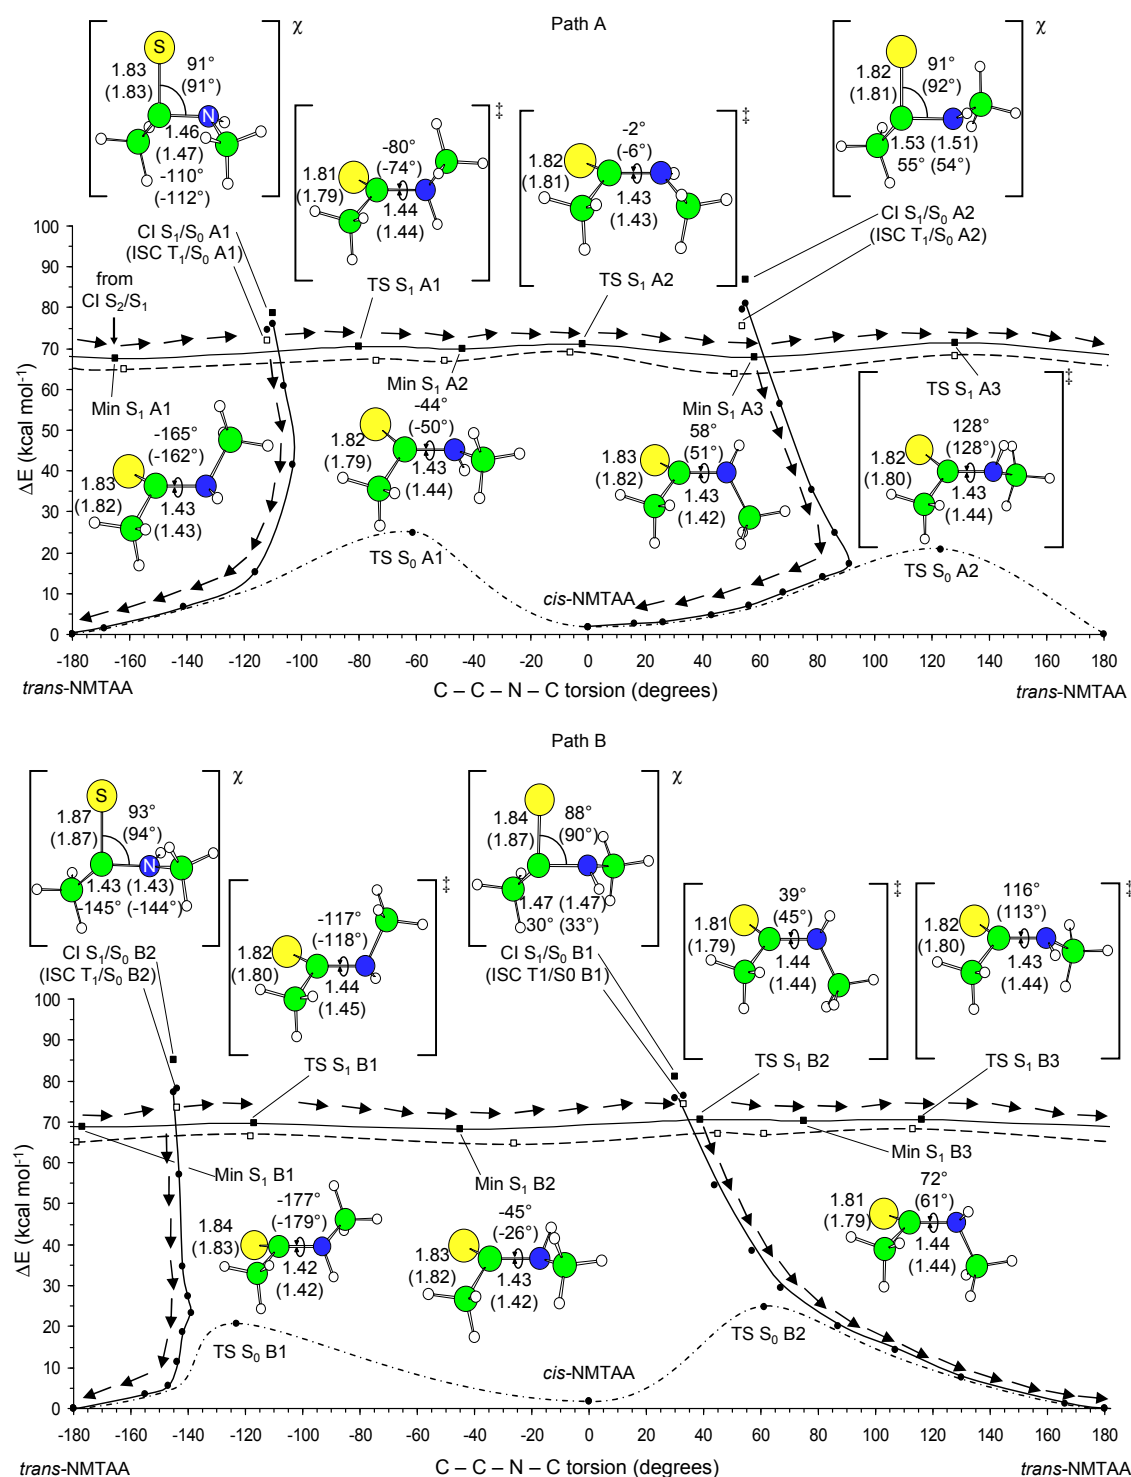 Path A
χ
S
1.83
(1.83)
91°
(91°)
N
1.46
(1.47)
-110°
(-112°)
‡
-80°
(-74°)
1.81
(1.79)
1.44
(1.44)
‡
-2°
(-6°)
1.82
(1.81)
1.43
(1.43)
χ
1.82
(1.81)
91°
(92°)
1.53 (1.51)
55° (54°)
CI S1/S0 A1
(ISC T1/S0 A1)
TS S1 A1
TS S1 A2
CI S1/S0 A2
(ISC T1/S0 A2)
from
CI S2/S1
Min S1 A1
Min S1 A2
Min S1 A3
TS S1 A3
‡
-165°
(-162°)
1.83
(1.82)
1.43
(1.43)
-44°
(-50°)
1.82
(1.79)
1.43
(1.44)
58°
(51°)
1.83
(1.82)
1.43
(1.42)
128°
(128°)
1.82
(1.80)
1.43
(1.44)
TS S0 A1
TS S0 A2
cis-NMTAA
ΔE (kcal mol-1)
100
90
80
70
60
50
40
30
20
10
0
-180 -160 -140 -120 -100 -80 -60 -40 -20 0 20 40 60 80 100 120 140 160 180
trans-NMTAA
C – C – N – C torsion (degrees)
trans-NMTAA
Path B
χ
S
1.87
(1.87)
93°
(94°)
N
1.43 (1.43)
-145° (-144°)
‡
-117°
(-118°)
1.82
(1.80)
1.44
(1.45)
χ
1.84
(1.87)
88°
(90°)
1.47 (1.47)
30° (33°)
‡
39°
(45°)
1.81
(1.79)
1.44
(1.44)
‡
116°
(113°)
1.82
(1.80)
1.43
(1.44)
CI S1/S0 B2
(ISC T1/S0 B2)
TS S1 B1
CI S1/S0 B1
(ISC T1/S0 B1)
TS S1 B2
TS S1 B3
Min S1 B1
Min S1 B2
Min S1 B3
-177°
(-179°)
1.84
(1.83)
1.42
(1.42)
-45°
(-26°)
1.83
(1.82)
1.43
(1.42)
72°
(61°)
1.81
(1.79)
1.44
(1.44)
TS S0 B1
TS S0 B2
cis-NMTAA
ΔE (kcal mol-1)
100
90
80
70
60
50
40
30
20
10
0
-180 -160 -140 -120 -100 -80 -60 -40 -20 0 20 40 60 80 100 120 140 160 180
trans-NMTAA
C – C – N – C torsion (degrees)
trans-NMTAA